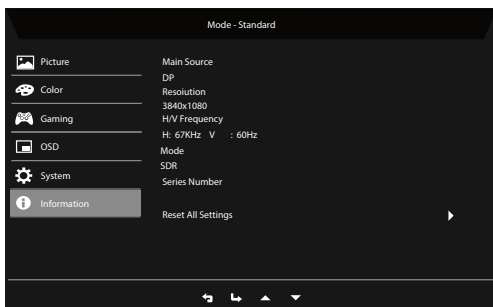 Mode - Standard
Picture
Color
Gaming
OSD
System
Information
Main Source
DP
Resoiution
3840x1080
H/V Frequency
H: 67KHz V : 60Hz
Mode
SDR
Series Number
Reset All Settings